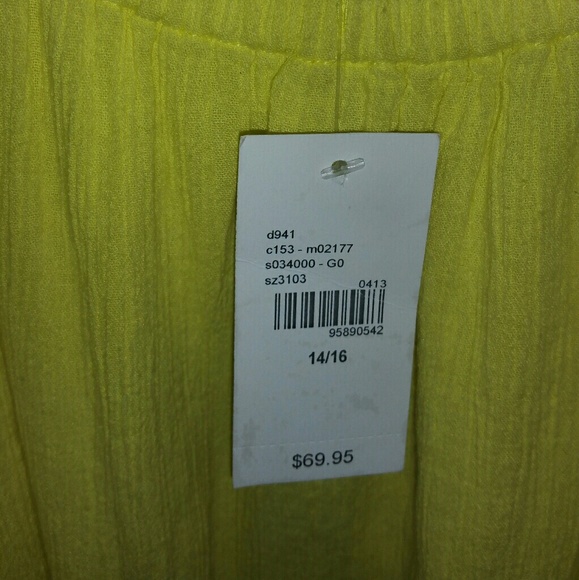 d941
c153 - m02177
s034000 - G0
sz3103
0413
95890542
14/16
$69.95